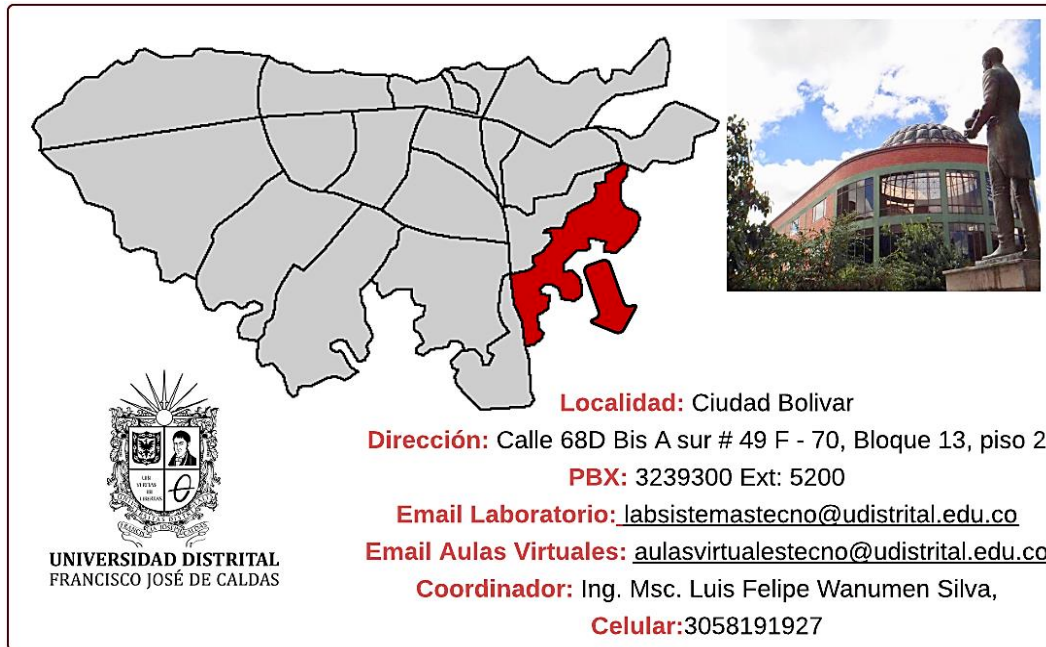 Localidad: Ciudad Bolivar
Dirección: Calle 68D Bis A sur # 49 F - 70, Bloque 13, piso 2
PBX: 3239300 Ext: 5200
Email Laboratorio: labsistemastecno@udistrital.edu.co
Email Aulas Virtuales: aulasvirtualestecno@udistrital.edu.co
Coordinador: Ing. Msc. Luis Felipe Wanumen Silva,
Celular:3058191927
UNIVERSIDAD DISTRITAL
FRANCISCO JOSÉ DE CALDAS